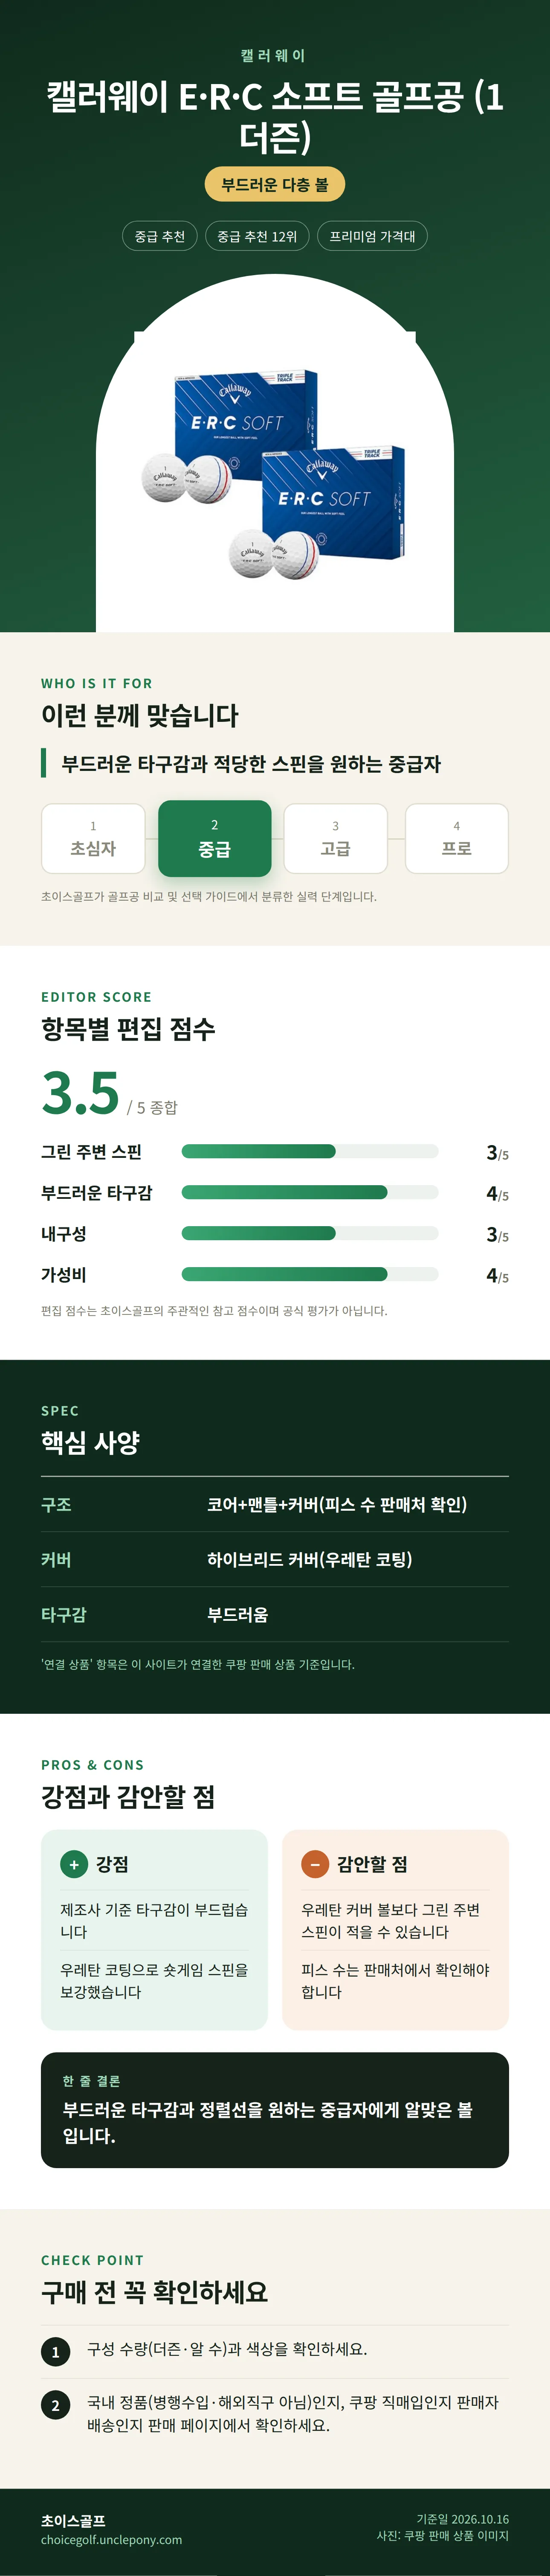 캘러웨이
캘러웨이 E·R·C 소프트 골프공 (1
더즌)
부드러운 다층 볼
중급 추천
중급 추천 12위
프리미엄 가격대
Callaway
TRIPLE
TRACK
E·R·C SOFT
Callaway
TRIPLE
TRACK
E·R·C SOFT
Callaway
Callaway
WHO IS IT FOR
이런 분께 맞습니다
부드러운 타구감과 적당한 스핀을 원하는 중급자
1
초심자
2
중급
3
고급
4
프로
초이스골프가 골프공 비교 및 선택 가이드에서 분류한 실력 단계입니다.
EDITOR SCORE
항목별 편집 점수
3.5 / 5 종합
그린 주변 스핀 3/5
부드러운 타구감 4/5
내구성 3/5
가성비 4/5
편집 점수는 초이스골프의 주관적인 참고 점수이며 공식 평가가 아닙니다.
SPEC
핵심 사양
구조 코어+맨틀+커버(피스 수 판매처 확인)
커버 하이브리드 커버(우레탄 코팅)
타구감 부드러움
'연결 상품' 항목은 이 사이트가 연결한 쿠팡 판매 상품 기준입니다.
PROS & CONS
강점과 감안할 점
+ 강점
제조사 기준 타구감이 부드럽습
니다
우레탄 코팅으로 숏게임 스핀을
보강했습니다
− 감안할 점
우레탄 커버 볼보다 그린 주변
스핀이 적을 수 있습니다
피스 수는 판매처에서 확인해야
합니다
한 줄 결론
부드러운 타구감과 정렬선을 원하는 중급자에게 알맞은 볼
입니다.
CHECK POINT
구매 전 꼭 확인하세요
1 구성 수량(더즌·알 수)과 색상을 확인하세요.
2 국내 정품(병행수입·해외직구 아님)인지, 쿠팡 직매입인지 판매자
배송인지 판매 페이지에서 확인하세요.
초이스골프
choicegolf.unclepony.com
기준일 2026.10.16
사진: 쿠팡 판매 상품 이미지